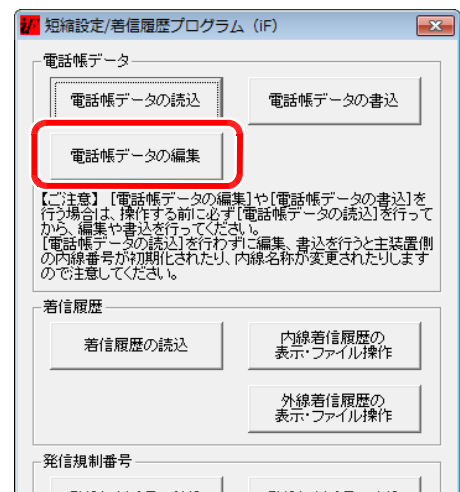 iF 短縮設定/着信履歴プログラム（iF）
電話帳データ
電話帳データの読込
電話帳データの書込
電話帳データの編集
【ご注意】 [電話帳データの編集]や[電話帳データの書込]を
行う場合は、操作する前に必ず[電話帳データの読込]を行って
から、編集や書込を行ってください。
[電話帳データの読込]を行わずに編集、書込を行うと主装置側
の内線番号が初期化されたり、内線名称が変更されたりします
ので注意してください。
着信履歴
着信履歴の読込
内線着信履歴の
表示・ファイル操作
外線着信履歴の
表示・ファイル操作
発信規制番号